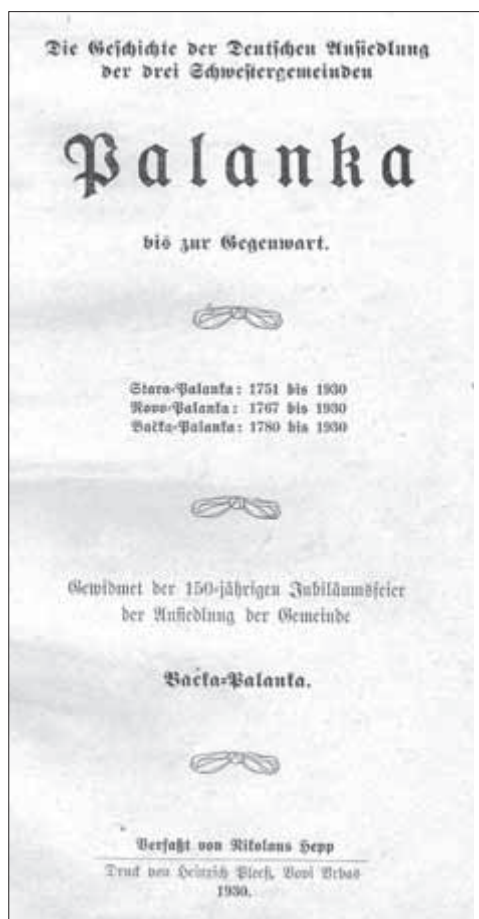 Die Geschichte der Deutschen Ansiedlung
der drei Schwestergemeinden
Palanka
bis zur Gegenwart.
Stara-Palanka: 1751 bis 1930
Novo-Palanka: 1767 bis 1930
Bačka-Palanka: 1780 bis 1930
Gewidmet der 150-jährigen Jubiläumsfeier
der Ansiedlung der Gemeinde
Bačka-Palanka.
Verfaßt von Nikolaus Hepp
Druck von Heinrich Pleeß, Novi Vrbas
1930.